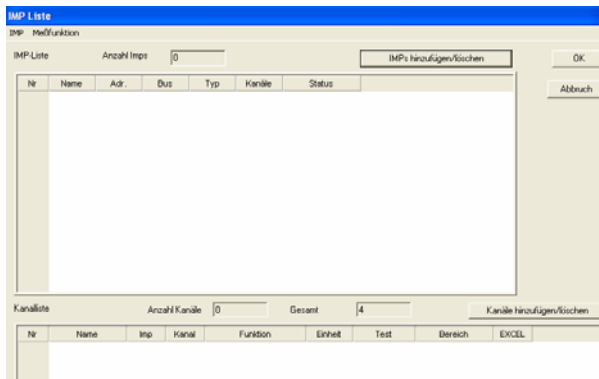 IMP Liste
IMP Meßfunktion
IMP-Liste Anzahl Imps 0 IMPs hinzufügen/löschen OK
Nr Name Adr. Bus Typ Kanäle Status
Abbruch
Kanalliste Anzahl Kanäle 0 Gesamt 4 Kanäle hinzufügen/löschen
Nr Name Imp Kanal Funktion Einheit Test Bereich EXCEL